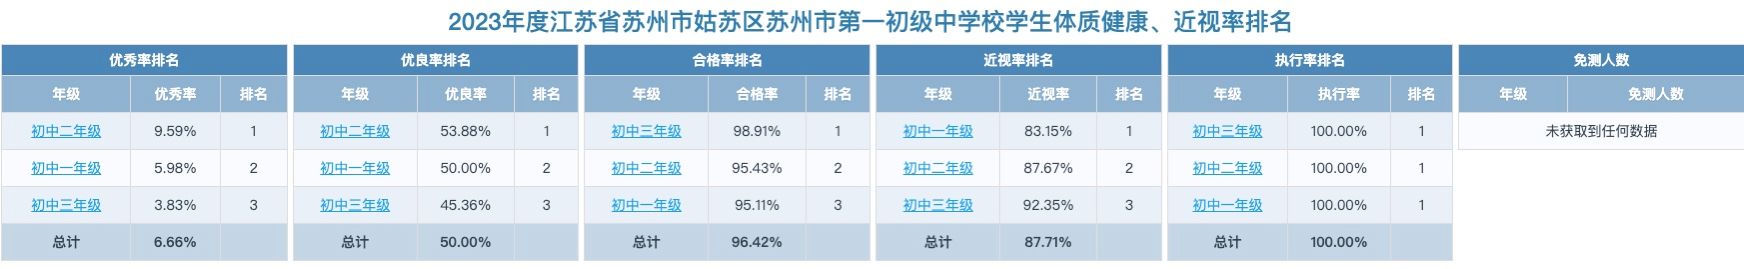 2023年度江苏省苏州市姑苏区苏州市第一初级中学校学生体质健康、近视率排名
优秀率排名 优良率排名 合格率排名 近视率排名 执行率排名 免测人数
年级 优秀率 排名 年级 优良率 排名 年级 合格率 排名 年级 近视率 排名 年级 执行率 排名 年级 免测人数
初中二年级 9.59% 1 初中二年级 53.88% 1 初中三年级 98.91% 1 初中一年级 83.15% 1 初中三年级 100.00% 1 未获取到任何数据
初中一年级 5.98% 2 初中一年级 50.00% 2 初中二年级 95.43% 2 初中二年级 87.67% 2 初中二年级 100.00% 1
初中三年级 3.83% 3 初中三年级 45.36% 3 初中一年级 95.11% 3 初中三年级 92.35% 3 初中一年级 100.00% 1
总计 6.66% 总计 50.00% 总计 96.42% 总计 87.71% 总计 100.00%